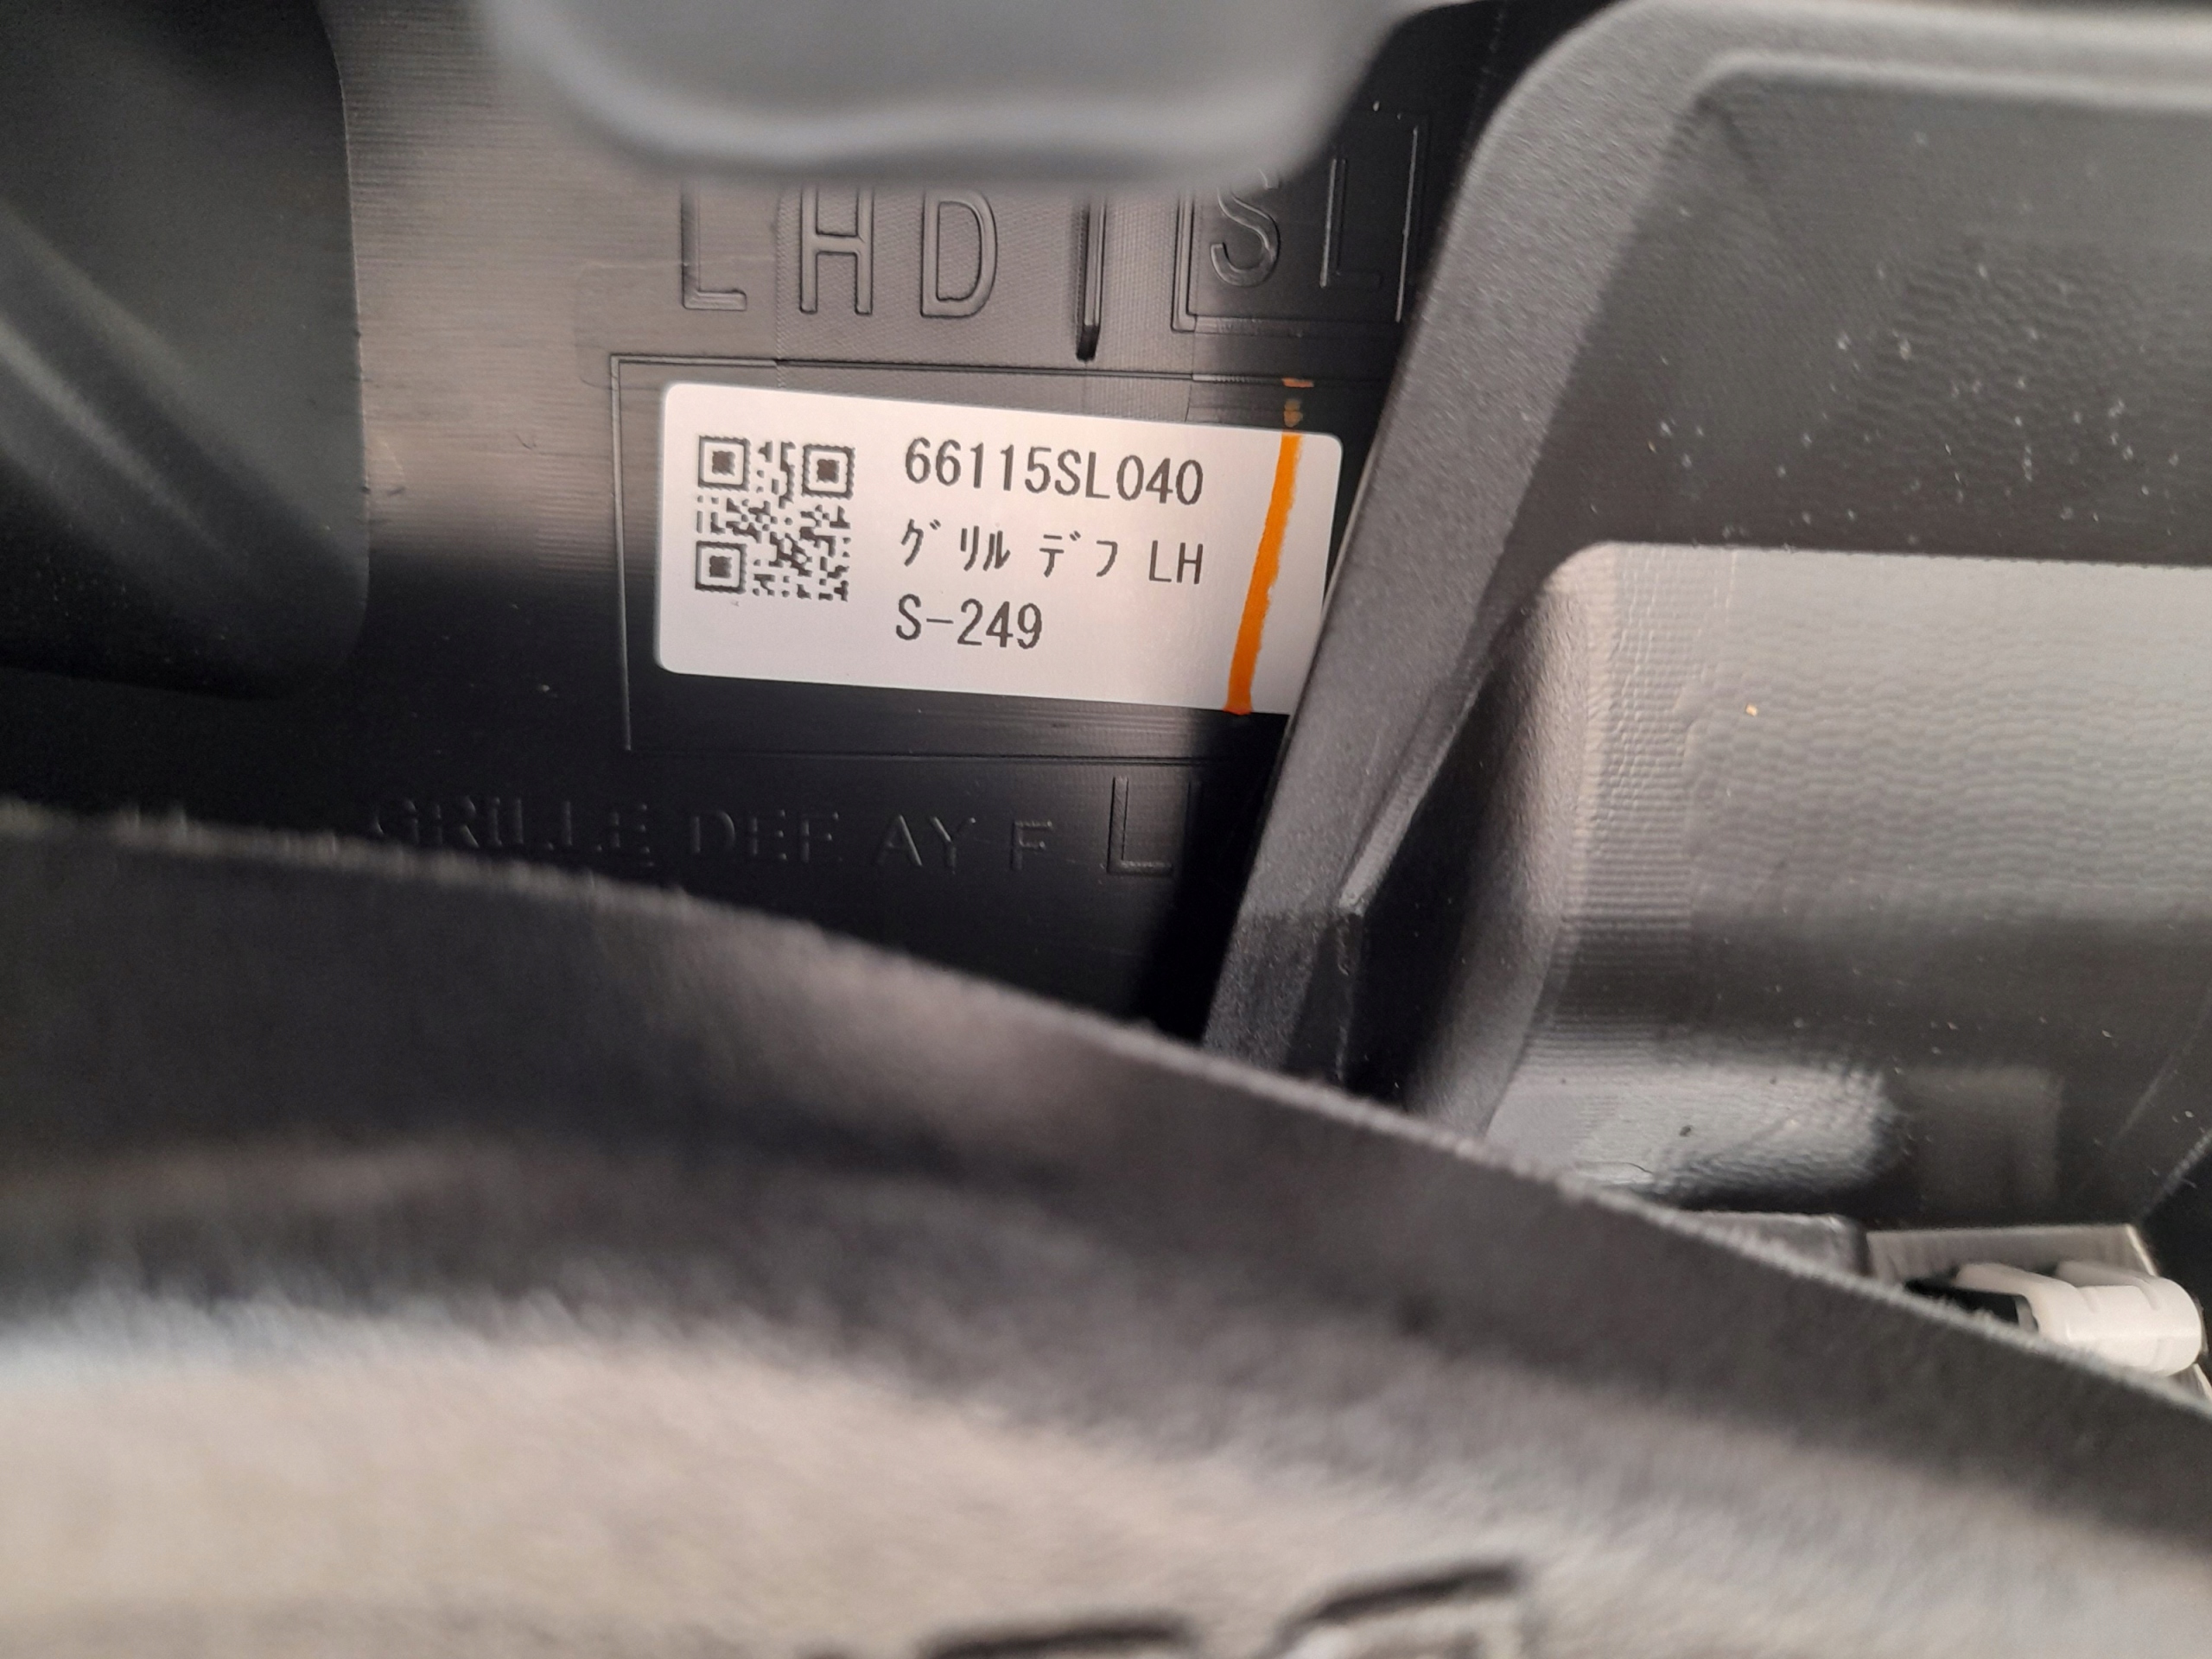 LHD
SL
66115SL040
グリル デフ LH
S-249
GRILLE DEF AY F L